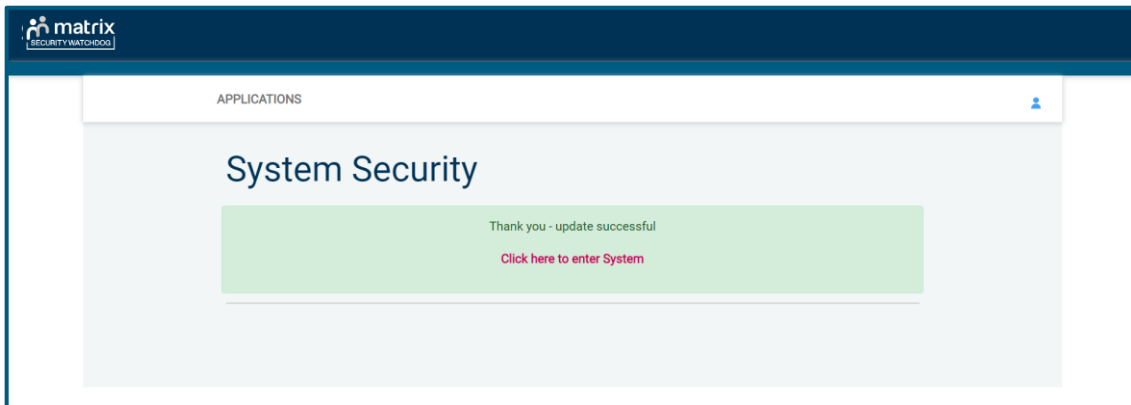 matrix
SECURITY WATCHDOG
APPLICATIONS
System Security
Thank you - update successful
Click here to enter System